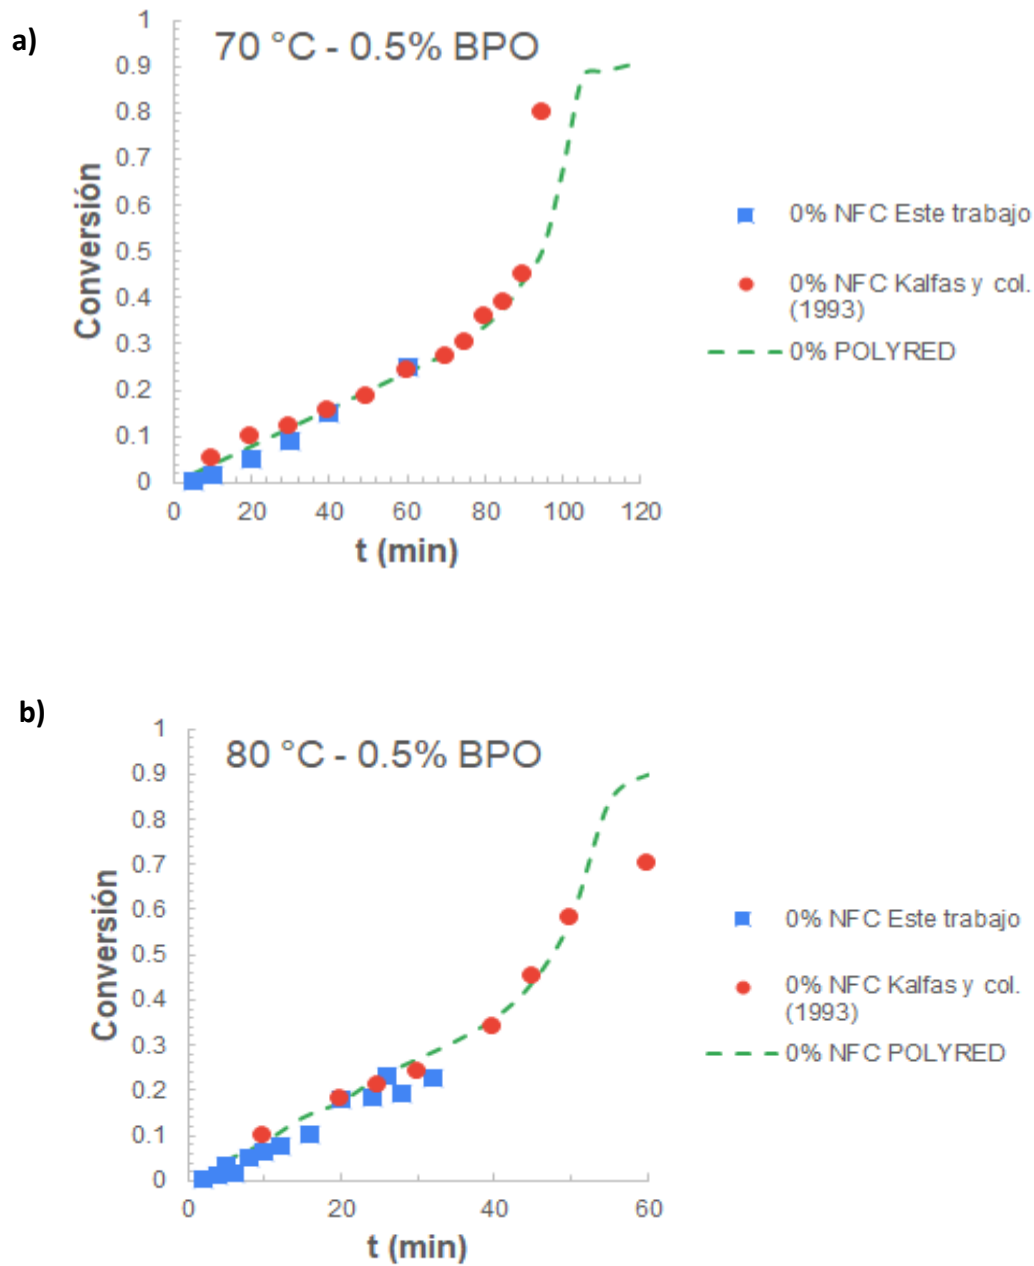 a)
70 °C - 0.5% BPO
1
0.9
0.8
0.7
0.6
0.5
0.4
0.3
0.2
0.1
0
Conversión
0 20 40 60 80 100 120
t (min)
0% NFC Este trabajo
0% NFC Kalfas y col.
(1993)
0% POLYRED
b)
80 °C - 0.5% BPO
1
0.9
0.8
0.7
0.6
0.5
0.4
0.3
0.2
0.1
0
Conversión
0 20 40 60
t (min)
0% NFC Este trabajo
0% NFC Kalfas y col.
(1993)
0% NFC POLYRED